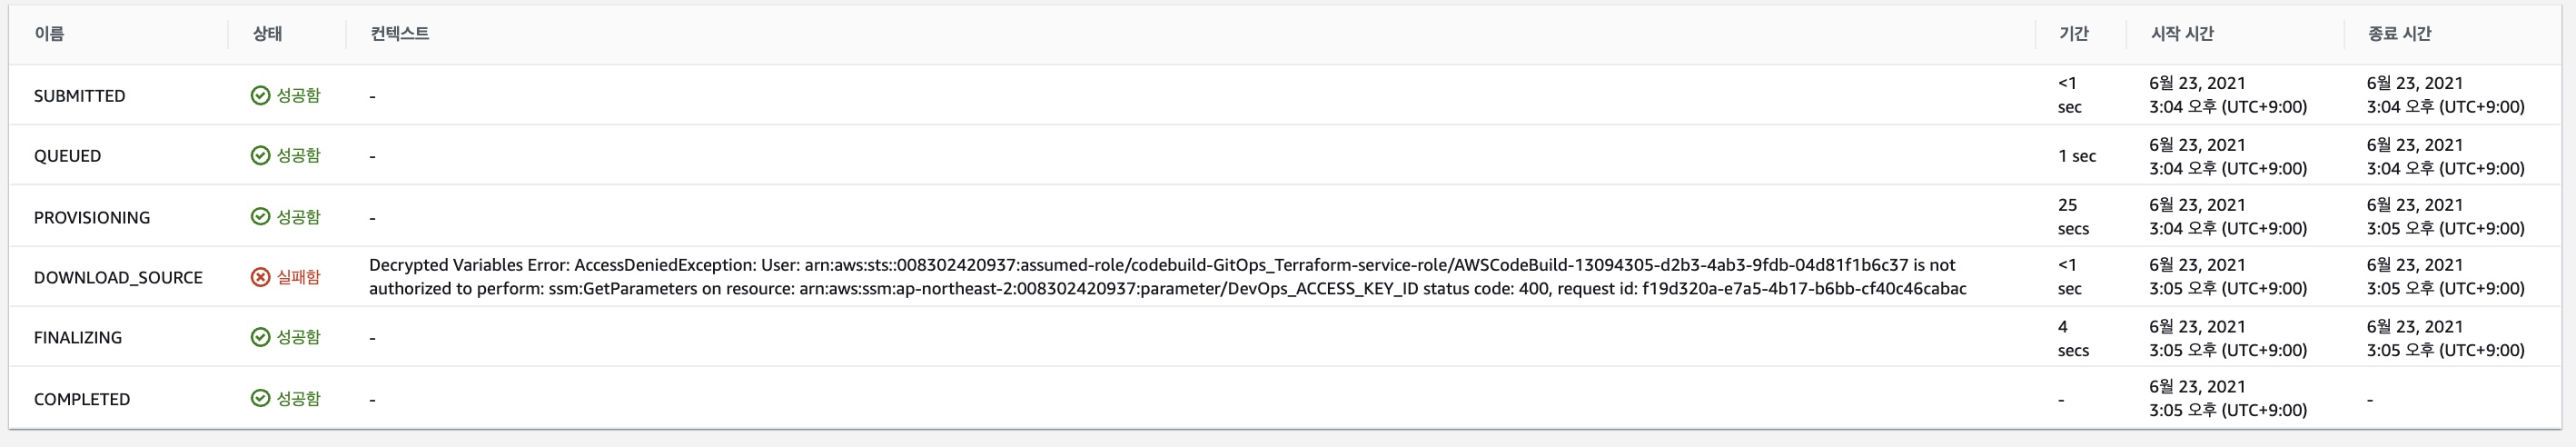 이름 상태 컨텍스트 기간 시작 시간 종료 시간
SUBMITTED 성공함 - <1 sec 6월 23, 2021 3:04 오후 (UTC+9:00) 6월 23, 2021 3:04 오후 (UTC+9:00)
QUEUED 성공함 - 1 sec 6월 23, 2021 3:04 오후 (UTC+9:00) 6월 23, 2021 3:04 오후 (UTC+9:00)
PROVISIONING 성공함 - 25 secs 6월 23, 2021 3:04 오후 (UTC+9:00) 6월 23, 2021 3:05 오후 (UTC+9:00)
DOWNLOAD_SOURCE 실패함 Decrypted Variables Error: AccessDeniedException: User: arn:aws:sts::008302420937:assumed-role/codebuild-GitOps_Terraform-service-role/AWSCodeBuild-13094305-d2b3-4ab3-9fdb-04d81f1b6c37 is not
authorized to perform: ssm:GetParameters on resource: arn:aws:ssm:ap-northeast-2:008302420937:parameter/DevOps_ACCESS_KEY_ID status code: 400, request id: f19d320a-e7a5-4b17-b6bb-cf40c46cabac <1 sec 6월 23, 2021 3:05 오후 (UTC+9:00) 6월 23, 2021 3:05 오후 (UTC+9:00)
FINALIZING 성공함 - 4 secs 6월 23, 2021 3:05 오후 (UTC+9:00) 6월 23, 2021 3:05 오후 (UTC+9:00)
COMPLETED 성공함 - - 6월 23, 2021 3:05 오후 (UTC+9:00) -